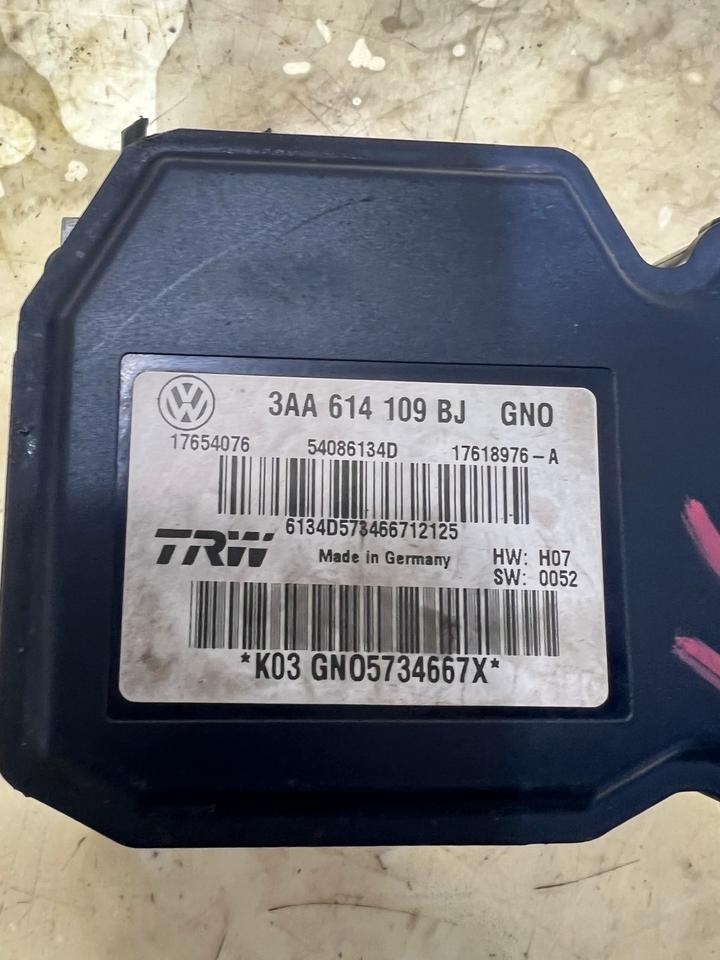 3AA 614 109 BJ GNO
17654076 54086134D 17618976-A
6134D573466712125
TRW Made in Germany HW: H07
SW: 0052
*K03 GNO5734667X*